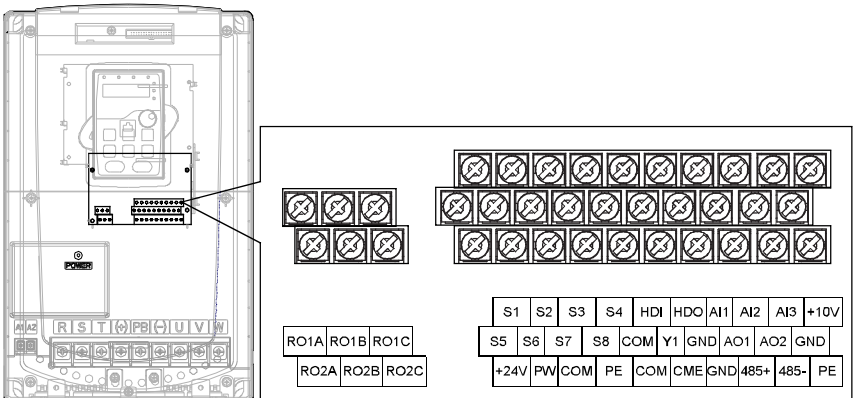 POWER
A1 A2 R S T (+) PB (-) U V W
S1 S2 S3 S4 HDI HDO AI1 AI2 AI3 +10V
RO1A RO1B RO1C S5 S6 S7 S8 COM Y1 GND AO1 AO2 GND
RO2A RO2B RO2C +24V PW COM PE COM CME GND 485+ 485- PE